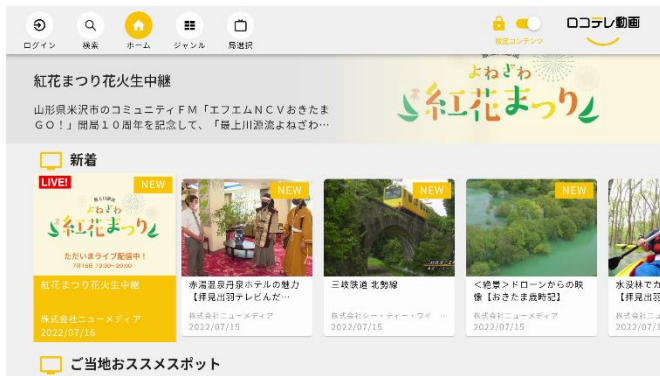 ログイン
検索
ホーム
ジャンル
局選択
限定コンテンツ
ロコテレ動画
紅花まつり花火生中継
山形県米沢市のコミュニティFM「エフエムNCVおきたま
GO！」開局10周年を記念して、「最上川源流よねざわ…
よねざわ
紅花まつり
新着
LIVE!
NEW
よねざわ
紅花まつり
ただいまライブ配信中！
7月16日 19:30~20:00
紅花まつり花火生中継
株式会社ニューメディア
2022/07/16
NEW
赤湯温泉丹泉ホテルの魅力
【拝見出羽テレビんだ…
株式会社ニューメディア
2022/07/15
NEW
三岐鉄道 北勢線
株式会社シー・ティー・ワイ …
2022/07/15
NEW
＜絶景＞ドローンからの映
像【おきたま歳時記】
株式会社ニューメディア
2022/07/15
水没林でカ
【拝見出羽
株式会社ニ
2022/07/1
ご当地おススメスポット